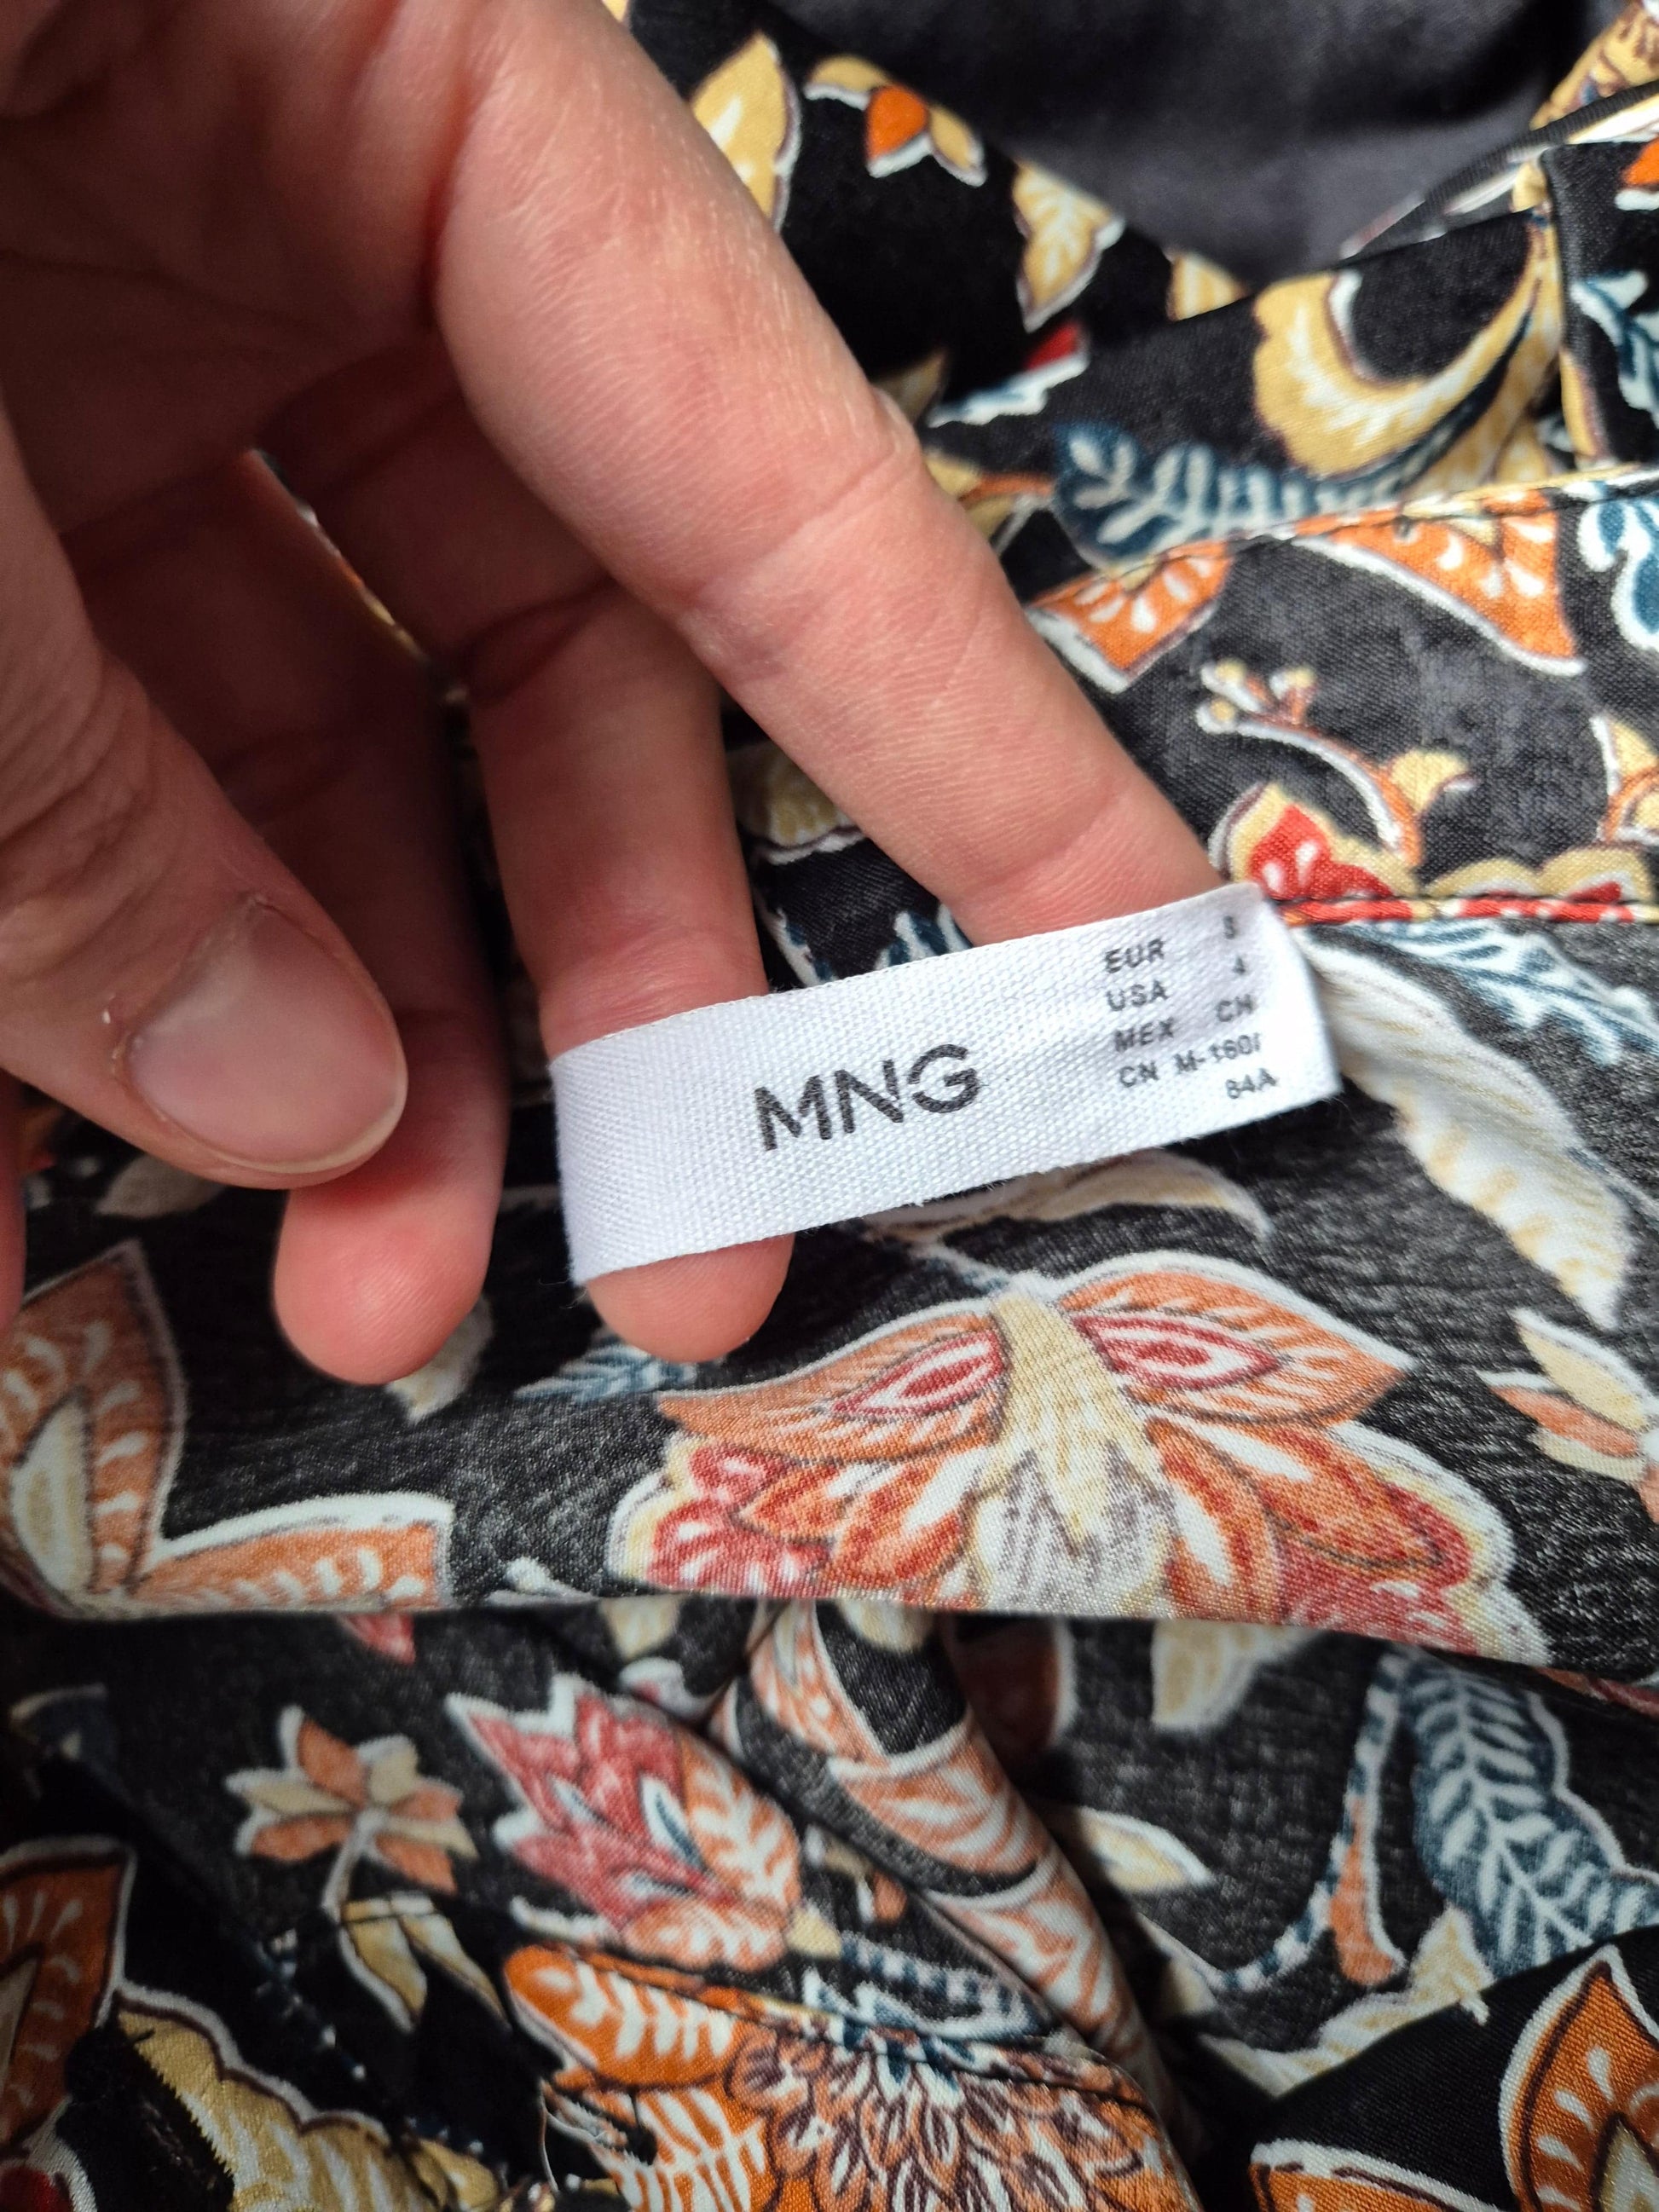 MNG
EUR S
USA 4
MEX CH
CN M-160/
84A